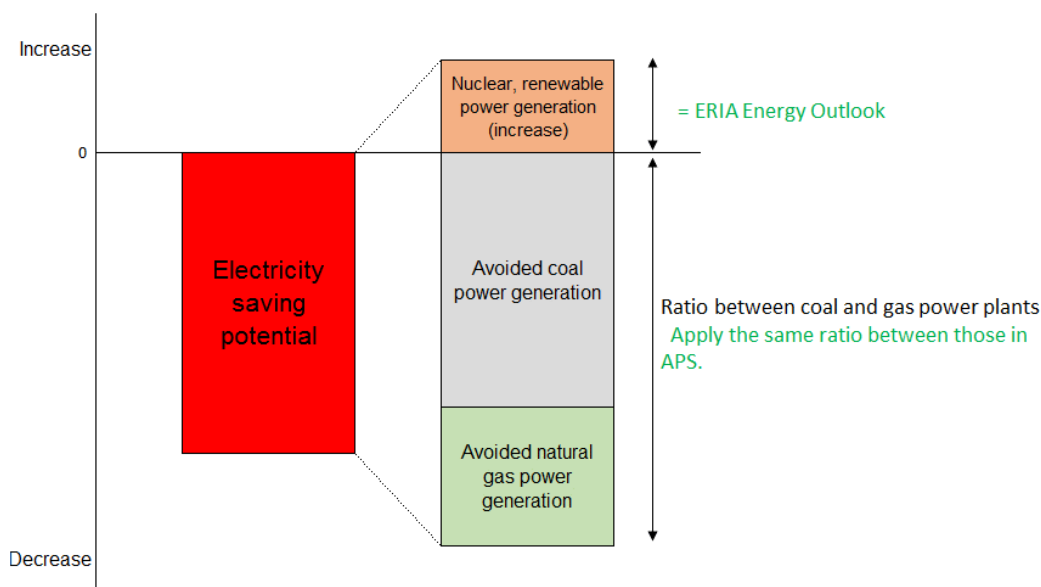 Increase
Nuclear, renewable
power generation
(increase)
= ERIA Energy Outlook
0
Electricity
saving
potential
Avoided coal
power generation
Ratio between coal and gas power plants
Apply the same ratio between those in
APS.
Avoided natural
gas power
generation
Decrease